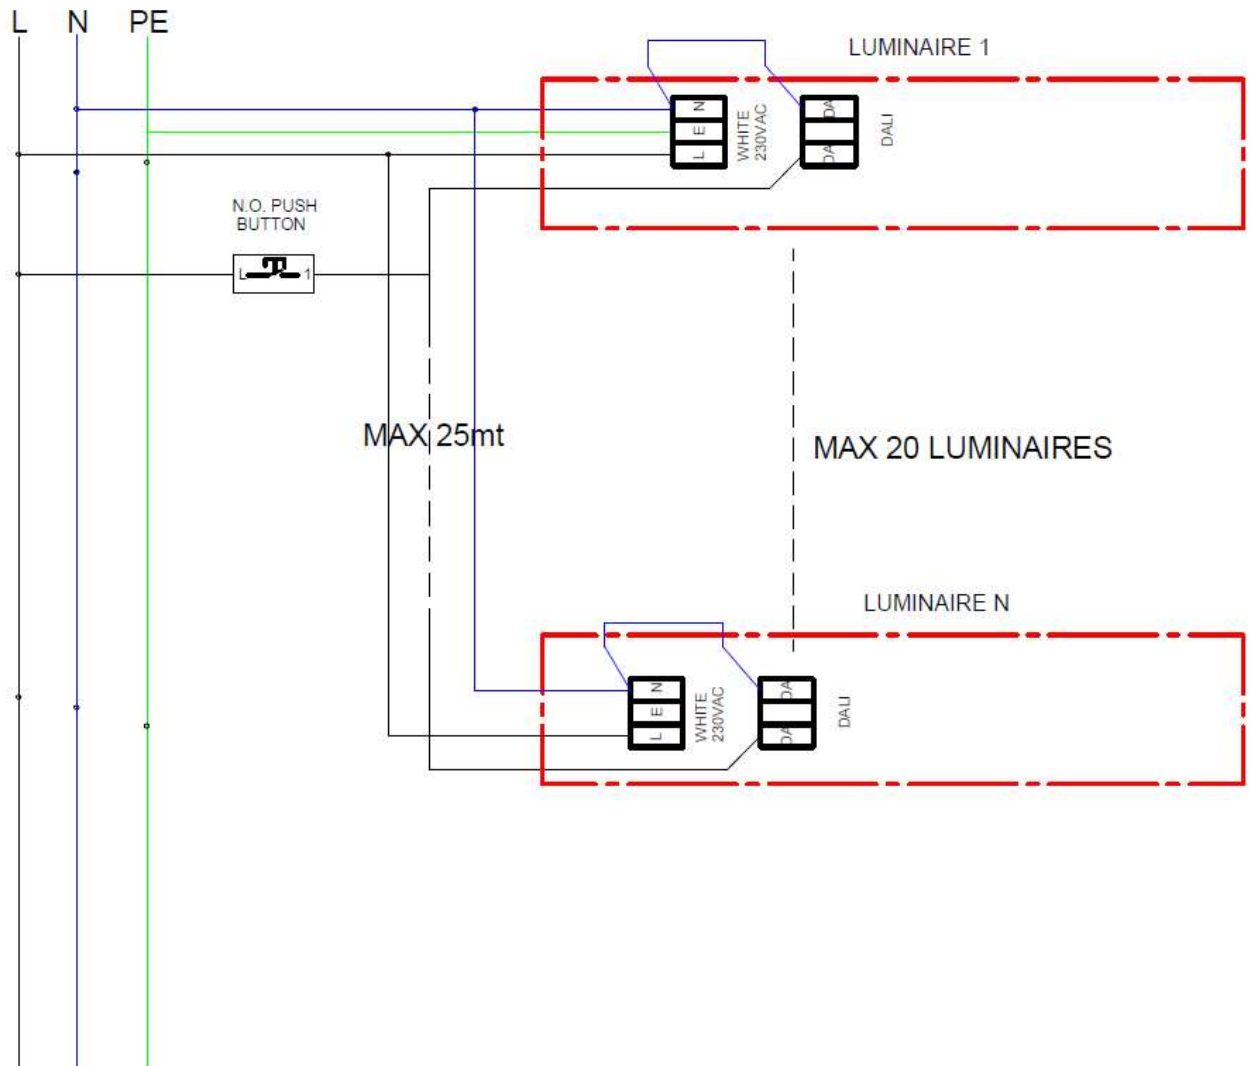 L N PE
LUMINAIRE 1
N
E
L
WHITE
230VAC
DA
DA
DALI
N.O. PUSH
BUTTON
L 1
MAX 25mt
MAX 20 LUMINAIRES
LUMINAIRE N
N
E
L
WHITE
230VAC
DA
DA
DALI